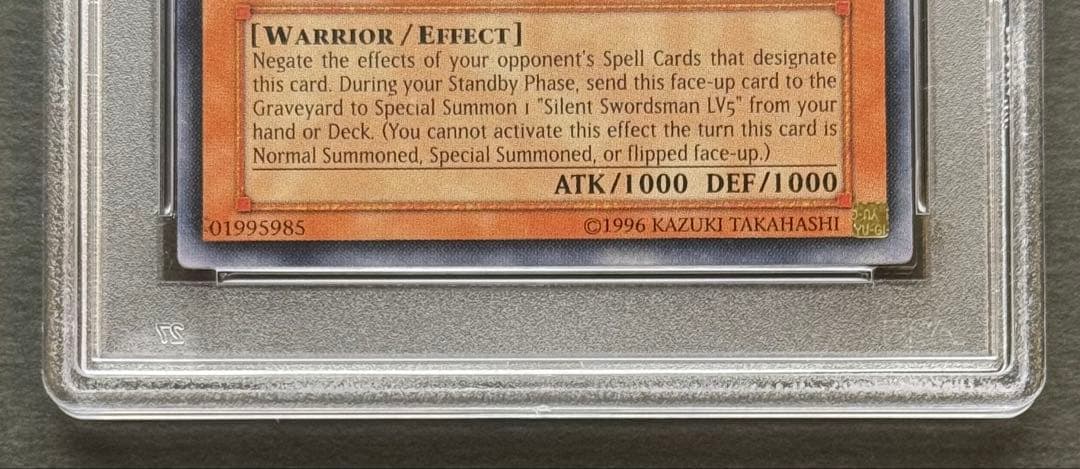 [WARRIOR / EFFECT]
Negate the effects of your opponent's Spell Cards that designate
this card. During your Standby Phase, send this face-up card to the
Graveyard to Special Summon 1 "Silent Swordsman LV5" from your
hand or Deck. (You cannot activate this effect the turn this card is
Normal Summoned, Special Summoned, or flipped face-up.)
ATK/1000 DEF/1000
01995985 ©1996 KAZUKI TAKAHASHI
YU-GI-
27